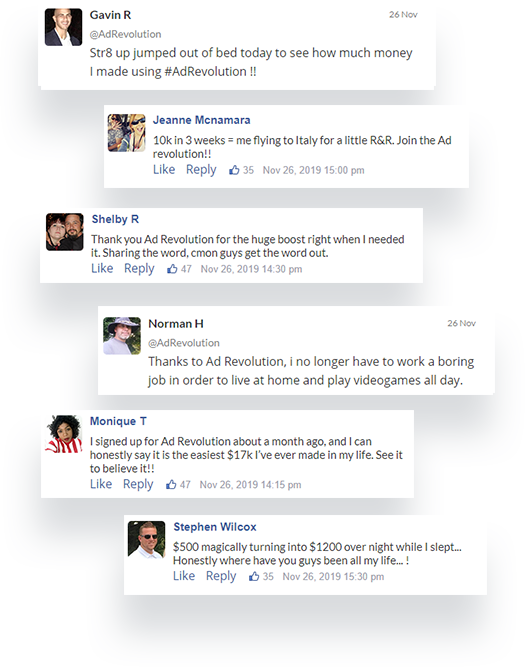 Gavin R 26 Nov
@AdRevolution
Str8 up jumped out of bed today to see how much money
I made using #AdRevolution !!
Jeanne Mcnamara
10k in 3 weeks = me flying to Italy for a little R&R. Join the Ad
revolution!!
Like Reply 35 Nov 26, 2019 15:00 pm
Shelby R
Thank you Ad Revolution for the huge boost right when I needed
it. Sharing the word, cmon guys get the word out.
Like Reply 47 Nov 26, 2019 14:30 pm
Norman H 26 Nov
@AdRevolution
Thanks to Ad Revolution, i no longer have to work a boring
job in order to live at home and play videogames all day.
Monique T
I signed up for Ad Revolution about a month ago, and I can
honestly say it is the easiest $17k I've ever made in my life. See it
to believe it!!
Like Reply 47 Nov 26, 2019 14:15 pm
Stephen Wilcox
$500 magically turning into $1200 over night while I slept...
Honestly where have you guys been all my life... !
Like Reply 35 Nov 26, 2019 15:30 pm